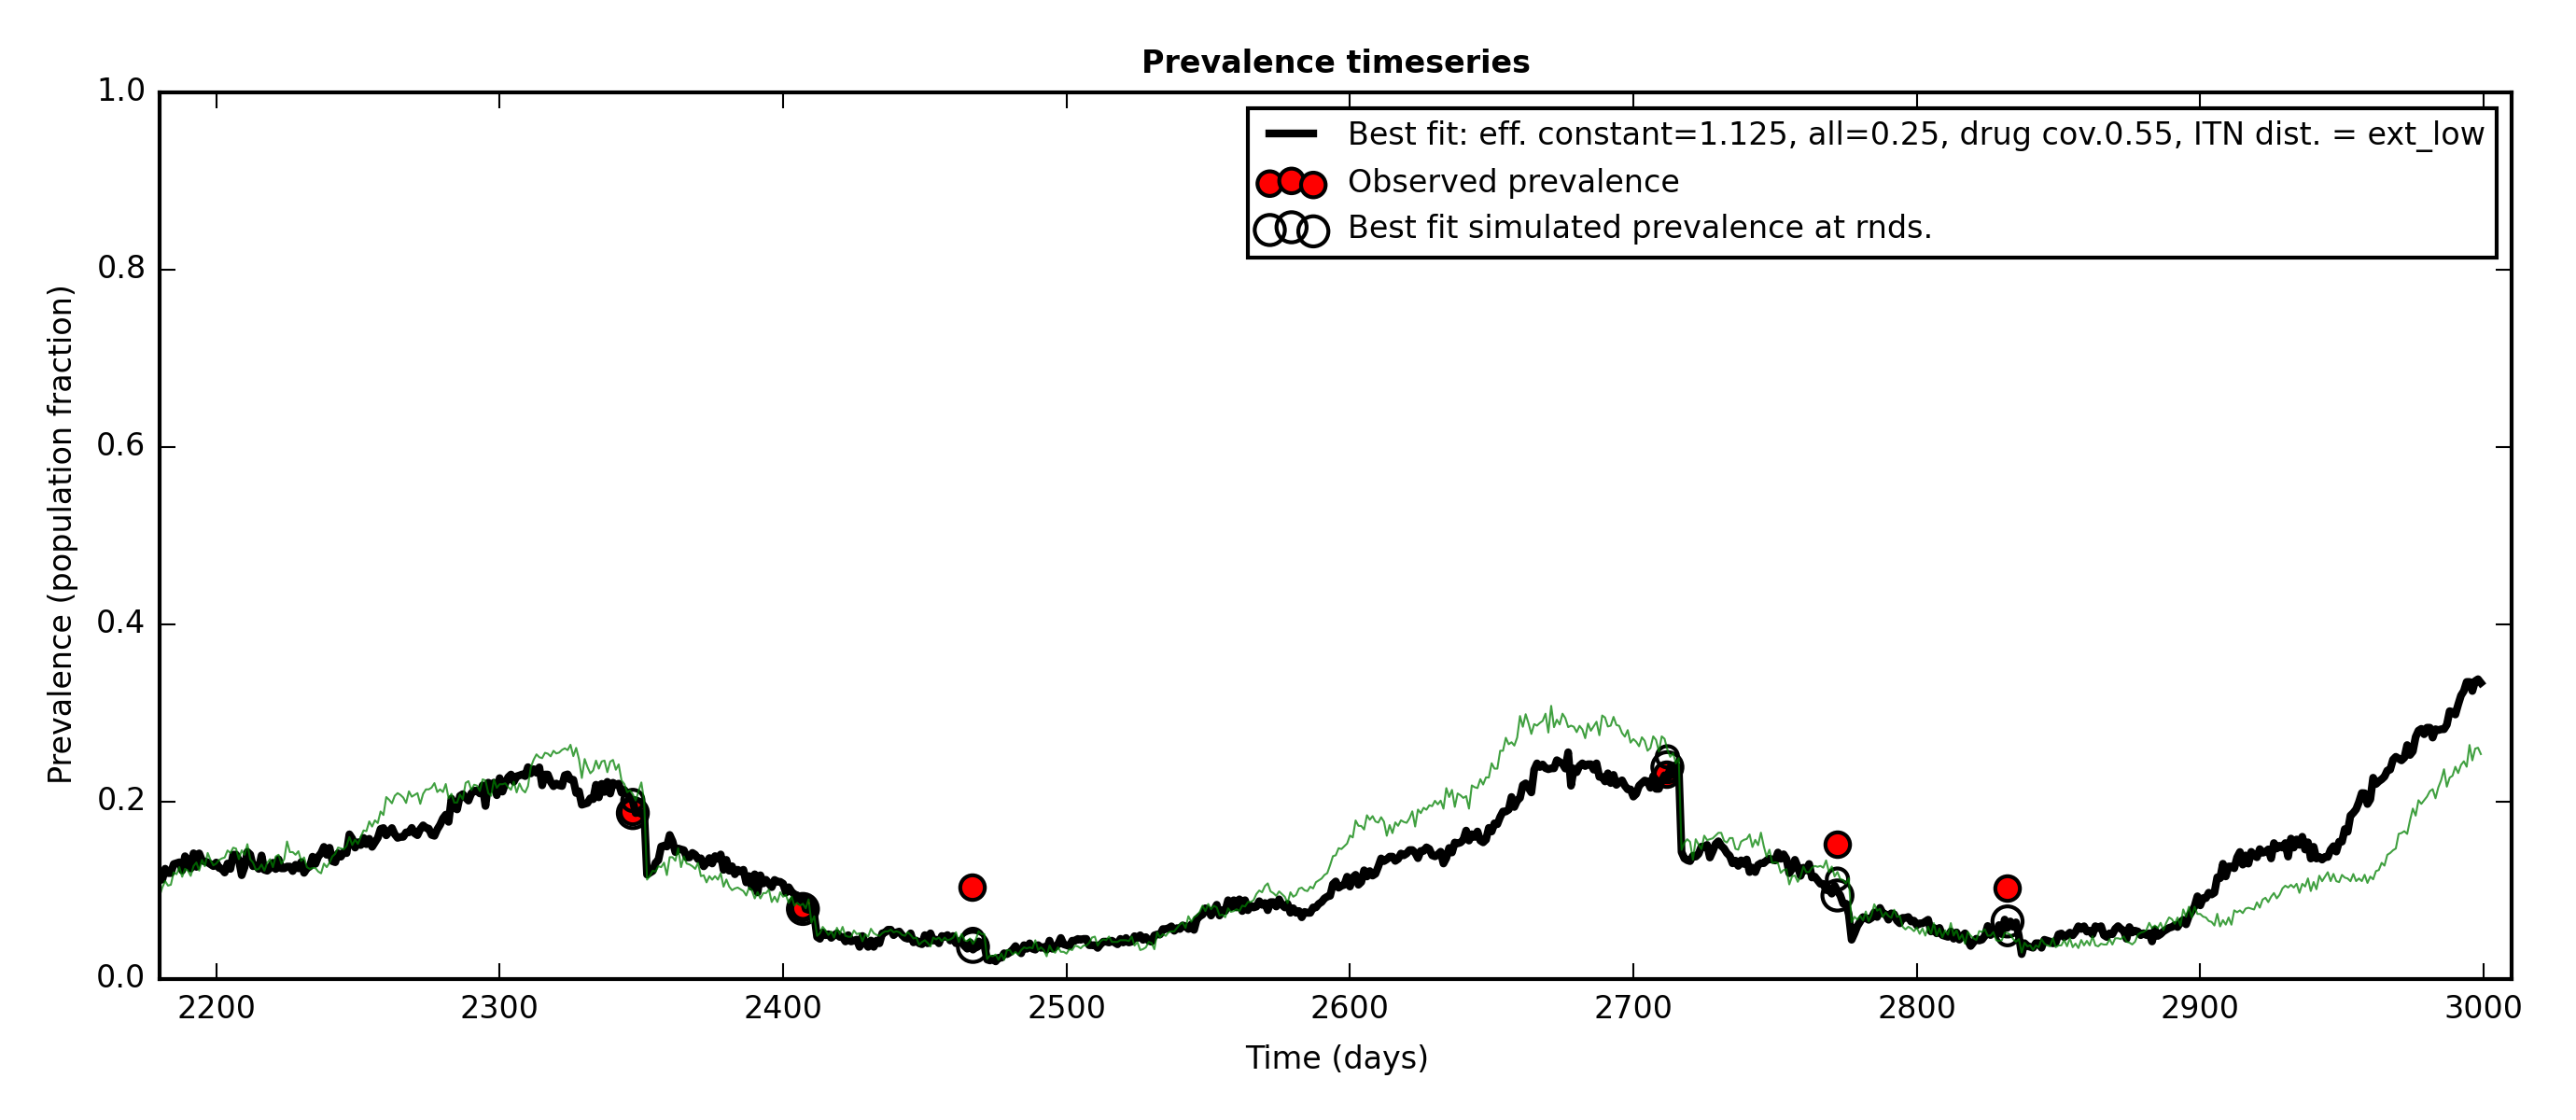 Prevalence timeseries
1.0
0.8
0.6
0.4
0.2
0.0
Prevalence (population fraction)
Best fit: eff. constant=1.125, all=0.25, drug cov.0.55, ITN dist. = ext_low
Observed prevalence
Best fit simulated prevalence at rnds.
2200 2300 2400 2500 2600 2700 2800 2900 3000
Time (days)